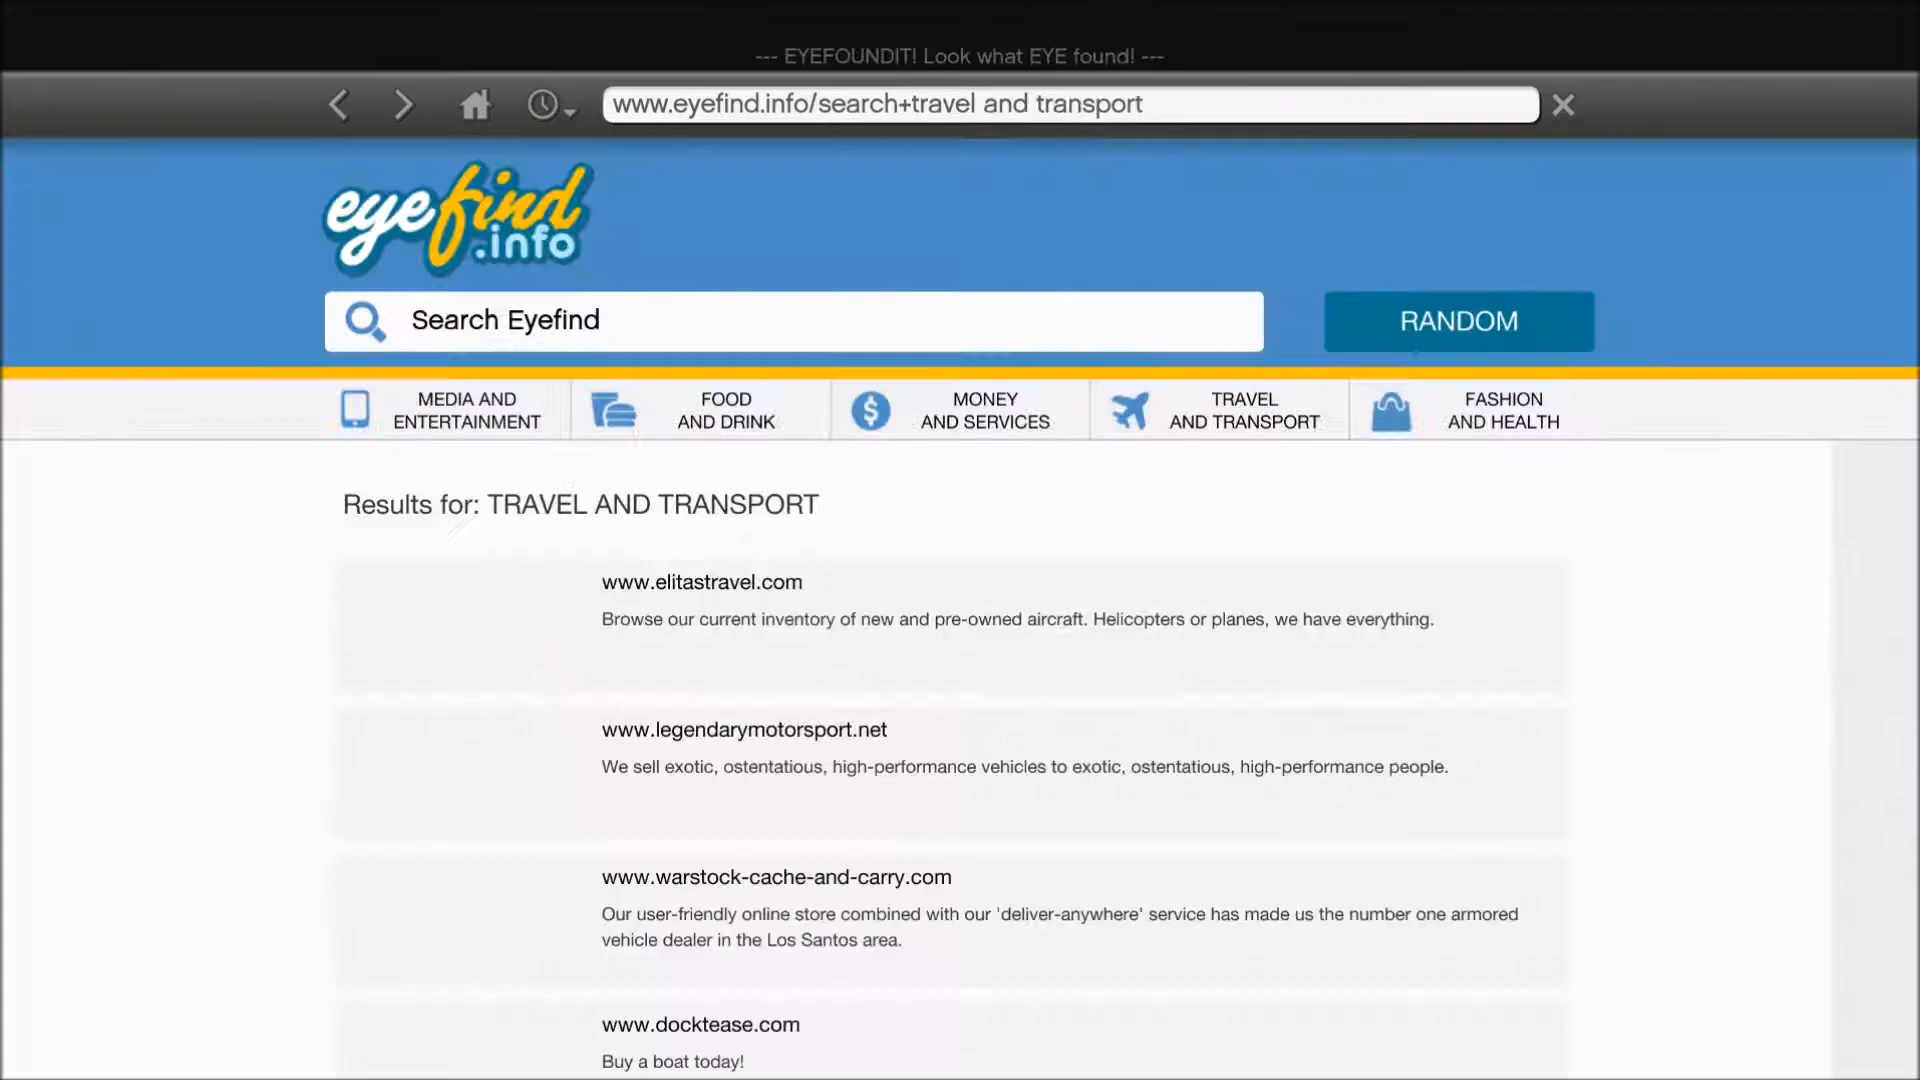 --- EYEFOUNDIT! Look what EYE found! ---
www.eyefind.info/search+travel and transport
eyefind
.info
Search Eyefind
RANDOM
MEDIA AND
ENTERTAINMENT
FOOD
AND DRINK
MONEY
AND SERVICES
TRAVEL
AND TRANSPORT
FASHION
AND HEALTH
Results for: TRAVEL AND TRANSPORT
www.elitastravel.com
Browse our current inventory of new and pre-owned aircraft. Helicopters or planes, we have everything.
www.legendarymotorsport.net
We sell exotic, ostentatious, high-performance vehicles to exotic, ostentatious, high-performance people.
www.warstock-cache-and-carry.com
Our user-friendly online store combined with our 'deliver-anywhere' service has made us the number one armored
vehicle dealer in the Los Santos area.
www.docktease.com
Buy a boat today!